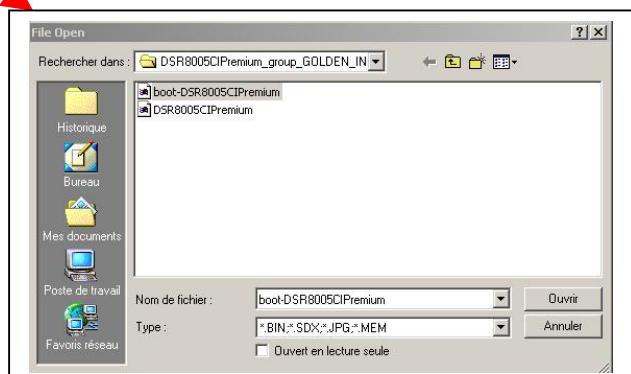 File Open
Rechercher dans : DSR8005CIPremium_group_GOLDEN_IN
boot-DSR8005CIPremium
DSR8005CIPremium
Historique
Bureau
Mes documents
Poste de travail
Favoris réseau
Nom de fichier : boot-DSR8005CIPremium Ouvrir
Type : *.BIN;*.SDX;*.JPG;*.MEM Annuler
Ouvert en lecture seule